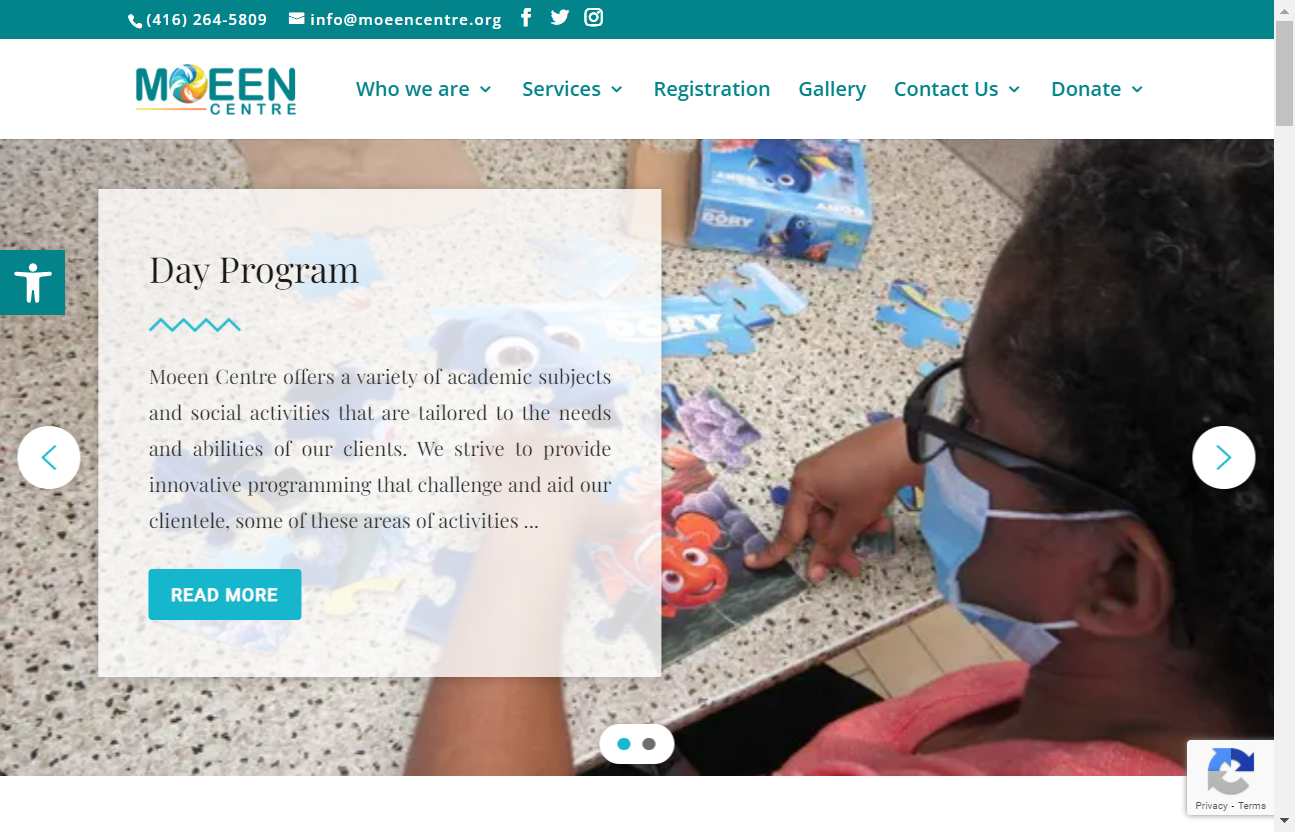 (416) 264-5809 info@moeencentre.org
MOEEN
CENTRE
Who we are Services Registration Gallery Contact Us Donate
DORY
DORY
Day Program
Moeen Centre offers a variety of academic subjects
and social activities that are tailored to the needs
and abilities of our clients. We strive to provide
innovative programming that challenge and aid our
clientele, some of these areas of activities ...
READ MORE
Privacy - Terms